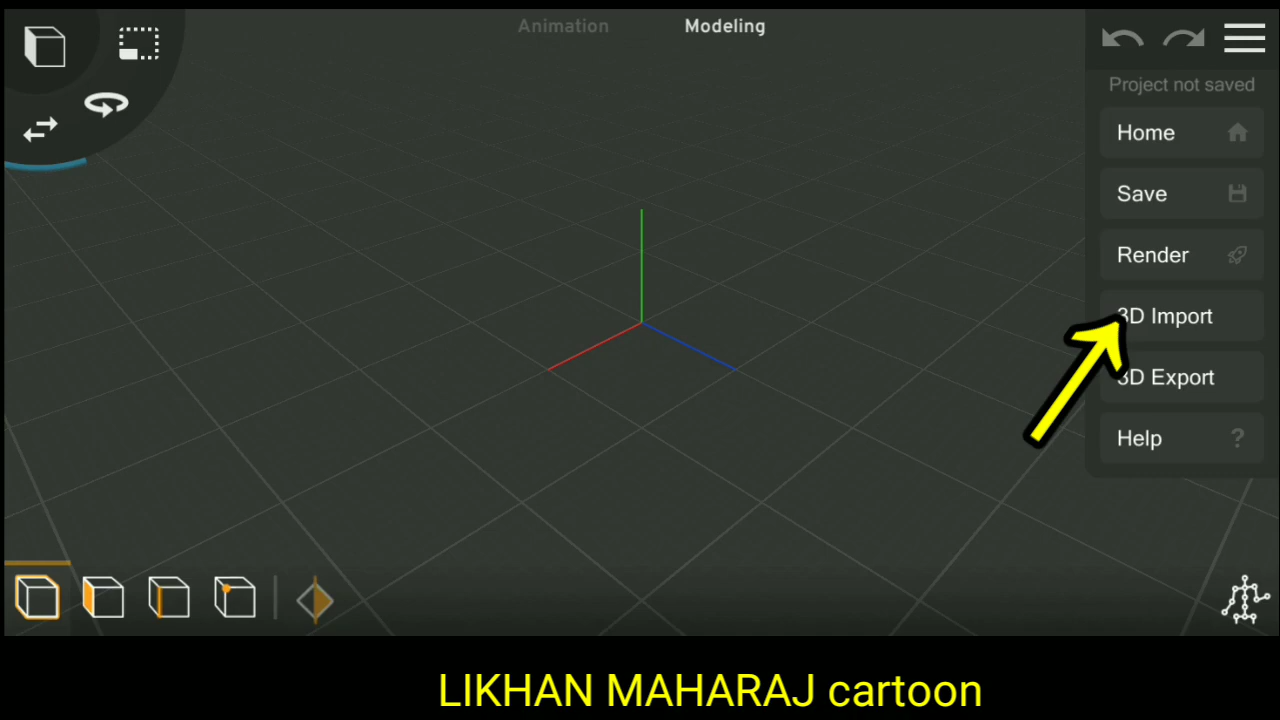 Animation Modeling
Project not saved
Home
Save
Render
3D Import
3D Export
Help ?
LIKHAN MAHARAJ cartoon